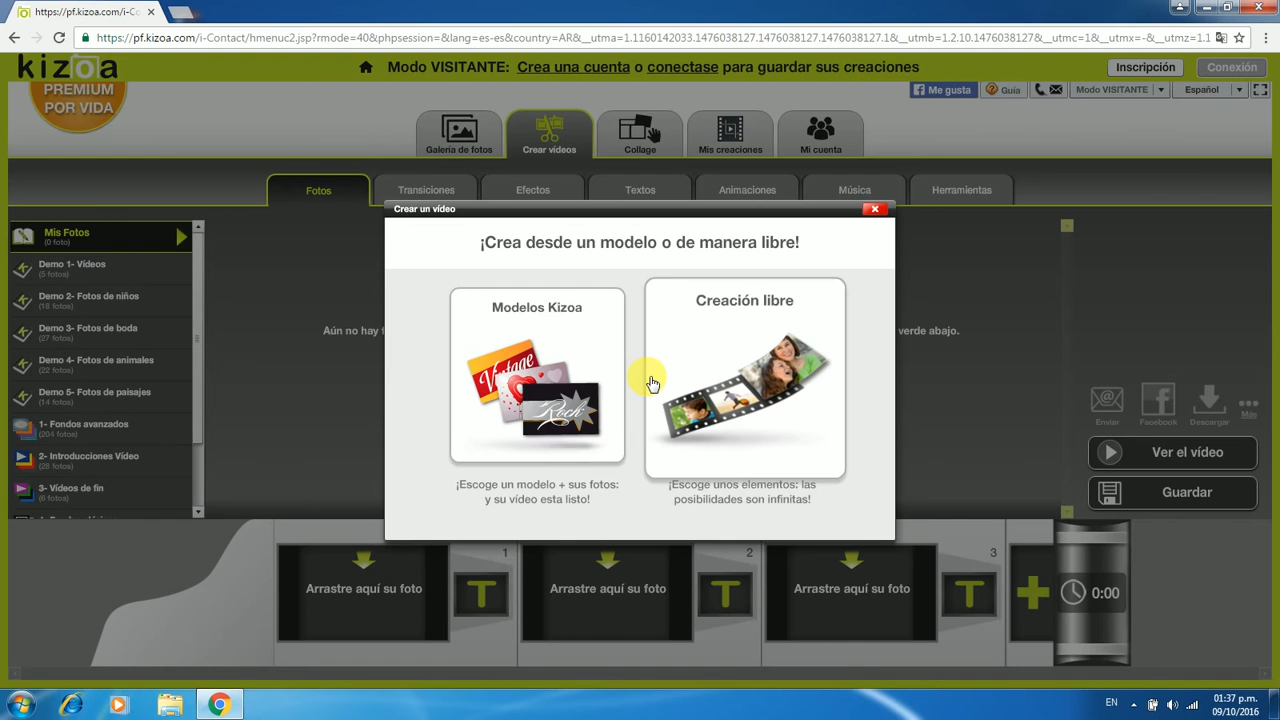 https://pf.kizoa.com/i-Co
https://pf.kizoa.com/i-Contact/hmenuc2.jsp?rmode=40&phpsession=&lang=es-es&country=AR&__utma=1.1160142033.1476038127.1476038127.1476038127.1&__utmb=1.2.10.1476038127&__utmc=1&__utmx=-&__utmz=1.1
kizoa
PREMIUM
POR VIDA
Modo VISITANTE: Crea una cuenta o conectase para guardar sus creaciones
Inscripción
Conexión
Me gusta
Guía
Modo VISITANTE
Español
Galeria de fotos
Crear vídeos
Collage
Mis creaciones
Mi cuenta
Fotos
Transiciones
Efectos
Textos
Animaciones
Música
Herramientas
Mis Fotos
(0 foto)
Demo 1- Vídeos
(5 fotos)
Demo 2- Fotos de niños
(18 fotos)
Demo 3- Fotos de boda
(27 fotos)
Demo 4- Fotos de animales
(22 fotos)
Demo 5- Fotos de paisajes
(14 fotos)
1- Fondos avanzados
(204 fotos)
2- Introducciones Vídeo
(28 fotos)
3- Vídeos de fin
(6 fotos)
Aún no hay f
verde abajo.
Crear un vídeo
¡Crea desde un modelo o de manera libre!
Modelos Kizoa
Vintage
Rock
¡Escoge un modelo + sus fotos:
y su vídeo esta listo!
Creación libre
¡Escoge unos elementos: las
posibilidades son infinitas!
Enviar
Facebook
Descargar
Más
Ver el vídeo
Guardar
1
Arrastre aquí su foto
T
2
Arrastre aquí su foto
T
3
Arrastre aquí su foto
T
0:00
EN
01:37 p.m.
09/10/2016